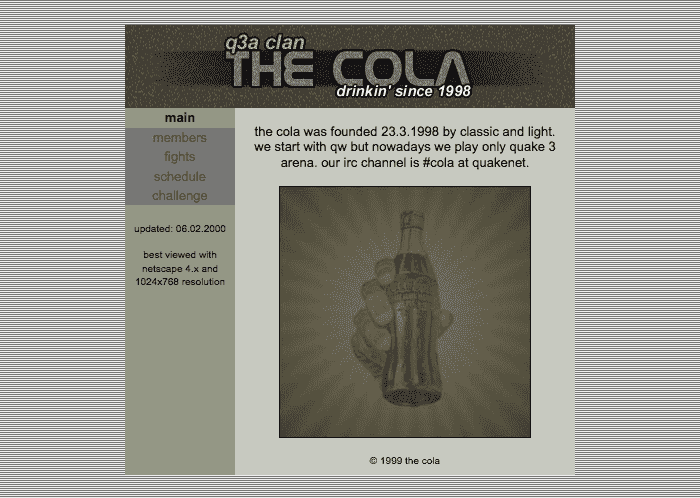 q3a clan
THE COLA
drinkin' since 1998
main
members
fights
schedule
challenge
updated: 06.02.2000
best viewed with
netscape 4.x and
1024x768 resolution
the cola was founded 23.3.1998 by classic and light.
we start with qw but nowadays we play only quake 3
arena. our irc channel is #cola at quakenet.
© 1999 the cola